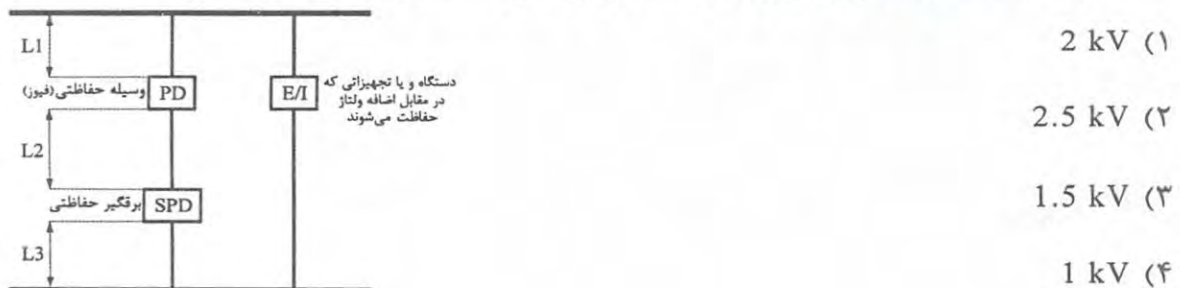 L1
وسیله حفاظتی(فیوز)
PD
E/I
دستگاه و یا تجهیزاتی که
در مقابل اضافه ولتاژ
حفاظت می‌شوند
L2
برقگیر حفاظتی
SPD
L3
2 kV (۱
2.5 kV (۲
1.5 kV (۳
1 kV (۴